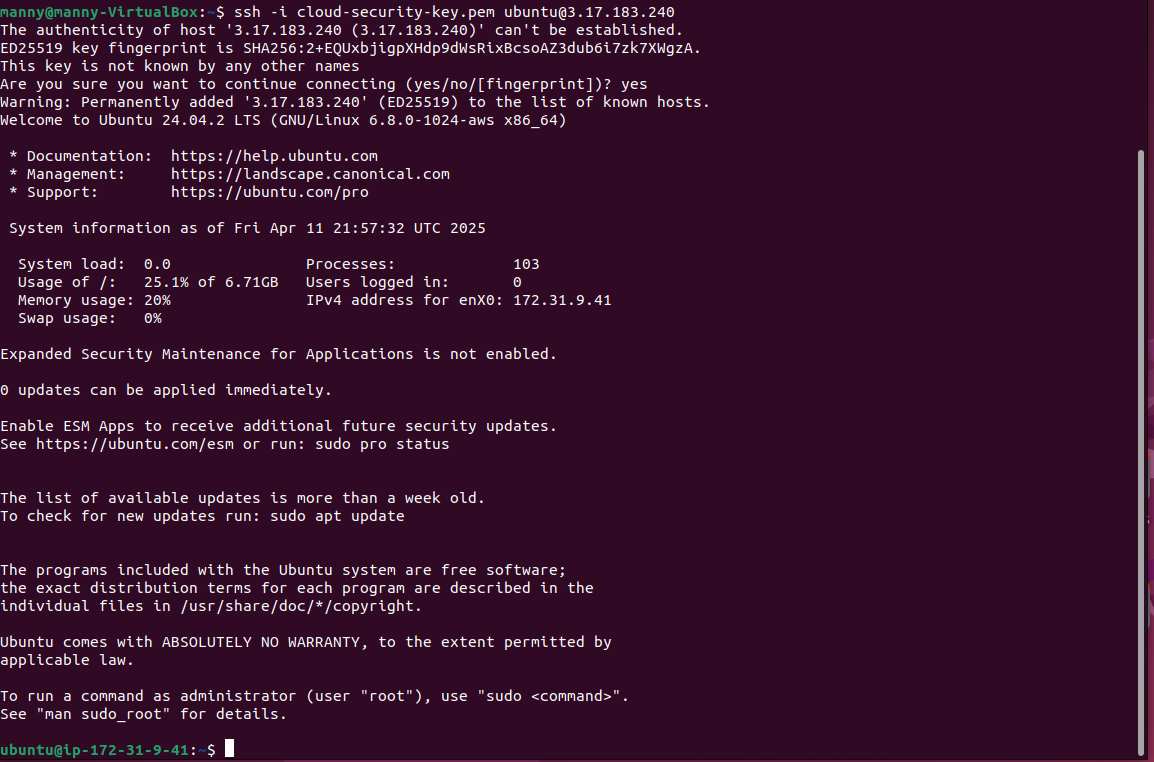 manny@manny-VirtualBox:~$ ssh -i cloud-security-key.pem ubuntu@3.17.183.240
The authenticity of host '3.17.183.240 (3.17.183.240)' can't be established.
ED25519 key fingerprint is SHA256:2+EQUxbjigpXHdp9dWsRixBcsoAZ3dub6i7zk7XWgzA.
This key is not known by any other names
Are you sure you want to continue connecting (yes/no/[fingerprint])? yes
Warning: Permanently added '3.17.183.240' (ED25519) to the list of known hosts.
Welcome to Ubuntu 24.04.2 LTS (GNU/Linux 6.8.0-1024-aws x86_64)

 * Documentation:  https://help.ubuntu.com
 * Management:     https://landscape.canonical.com
 * Support:        https://ubuntu.com/pro

 System information as of Fri Apr 11 21:57:32 UTC 2025

  System load:  0.0               Processes:             103
  Usage of /:   25.1% of 6.71GB   Users logged in:       0
  Memory usage: 20%               IPv4 address for enX0: 172.31.9.41
  Swap usage:   0%

Expanded Security Maintenance for Applications is not enabled.

0 updates can be applied immediately.

Enable ESM Apps to receive additional future security updates.
See https://ubuntu.com/esm or run: sudo pro status


The list of available updates is more than a week old.
To check for new updates run: sudo apt update


The programs included with the Ubuntu system are free software;
the exact distribution terms for each program are described in the
individual files in /usr/share/doc/*/copyright.

Ubuntu comes with ABSOLUTELY NO WARRANTY, to the extent permitted by
applicable law.

To run a command as administrator (user "root"), use "sudo <command>".
See "man sudo_root" for details.

ubuntu@ip-172-31-9-41:~$